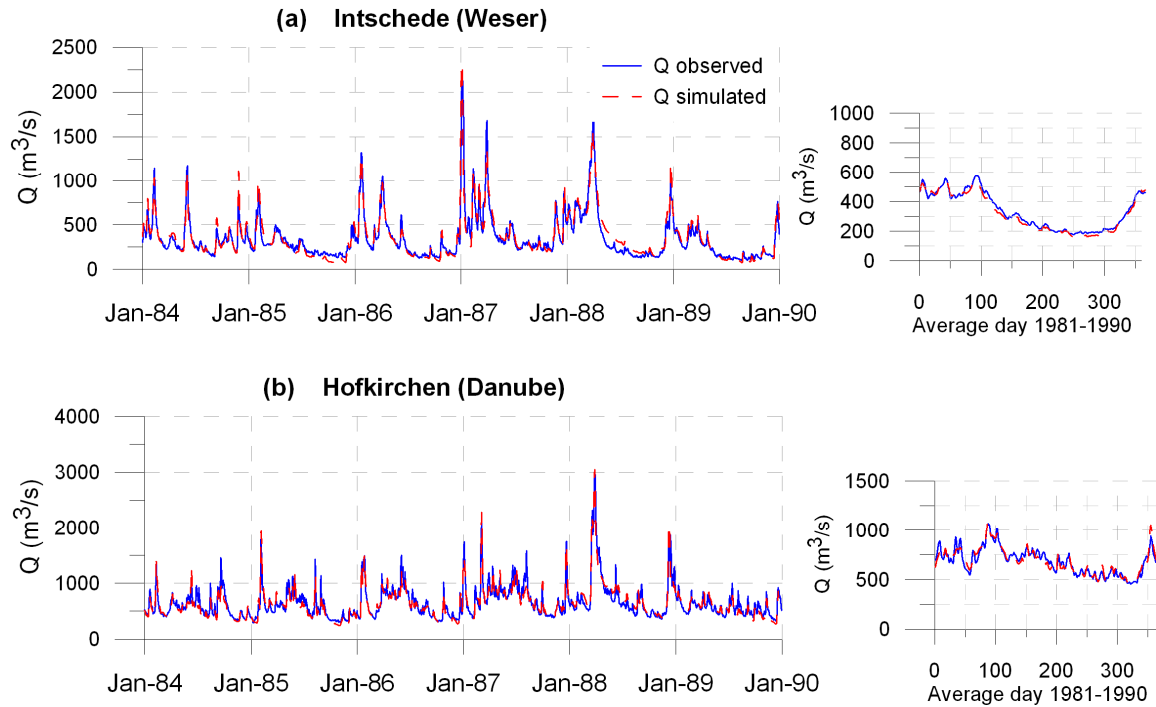 (a) Intschede (Weser)
2500
2000
1500
1000
500
0
Q (m³/s)
Q observed
Q simulated
Jan-84 Jan-85 Jan-86 Jan-87 Jan-88 Jan-89 Jan-90
1000
800
600
400
200
0
Q (m³/s)
0 100 200 300
Average day 1981-1990
(b) Hofkirchen (Danube)
4000
3000
2000
1000
0
Q (m³/s)
Jan-84 Jan-85 Jan-86 Jan-87 Jan-88 Jan-89 Jan-90
1500
1000
500
0
Q (m³/s)
0 100 200 300
Average day 1981-1990